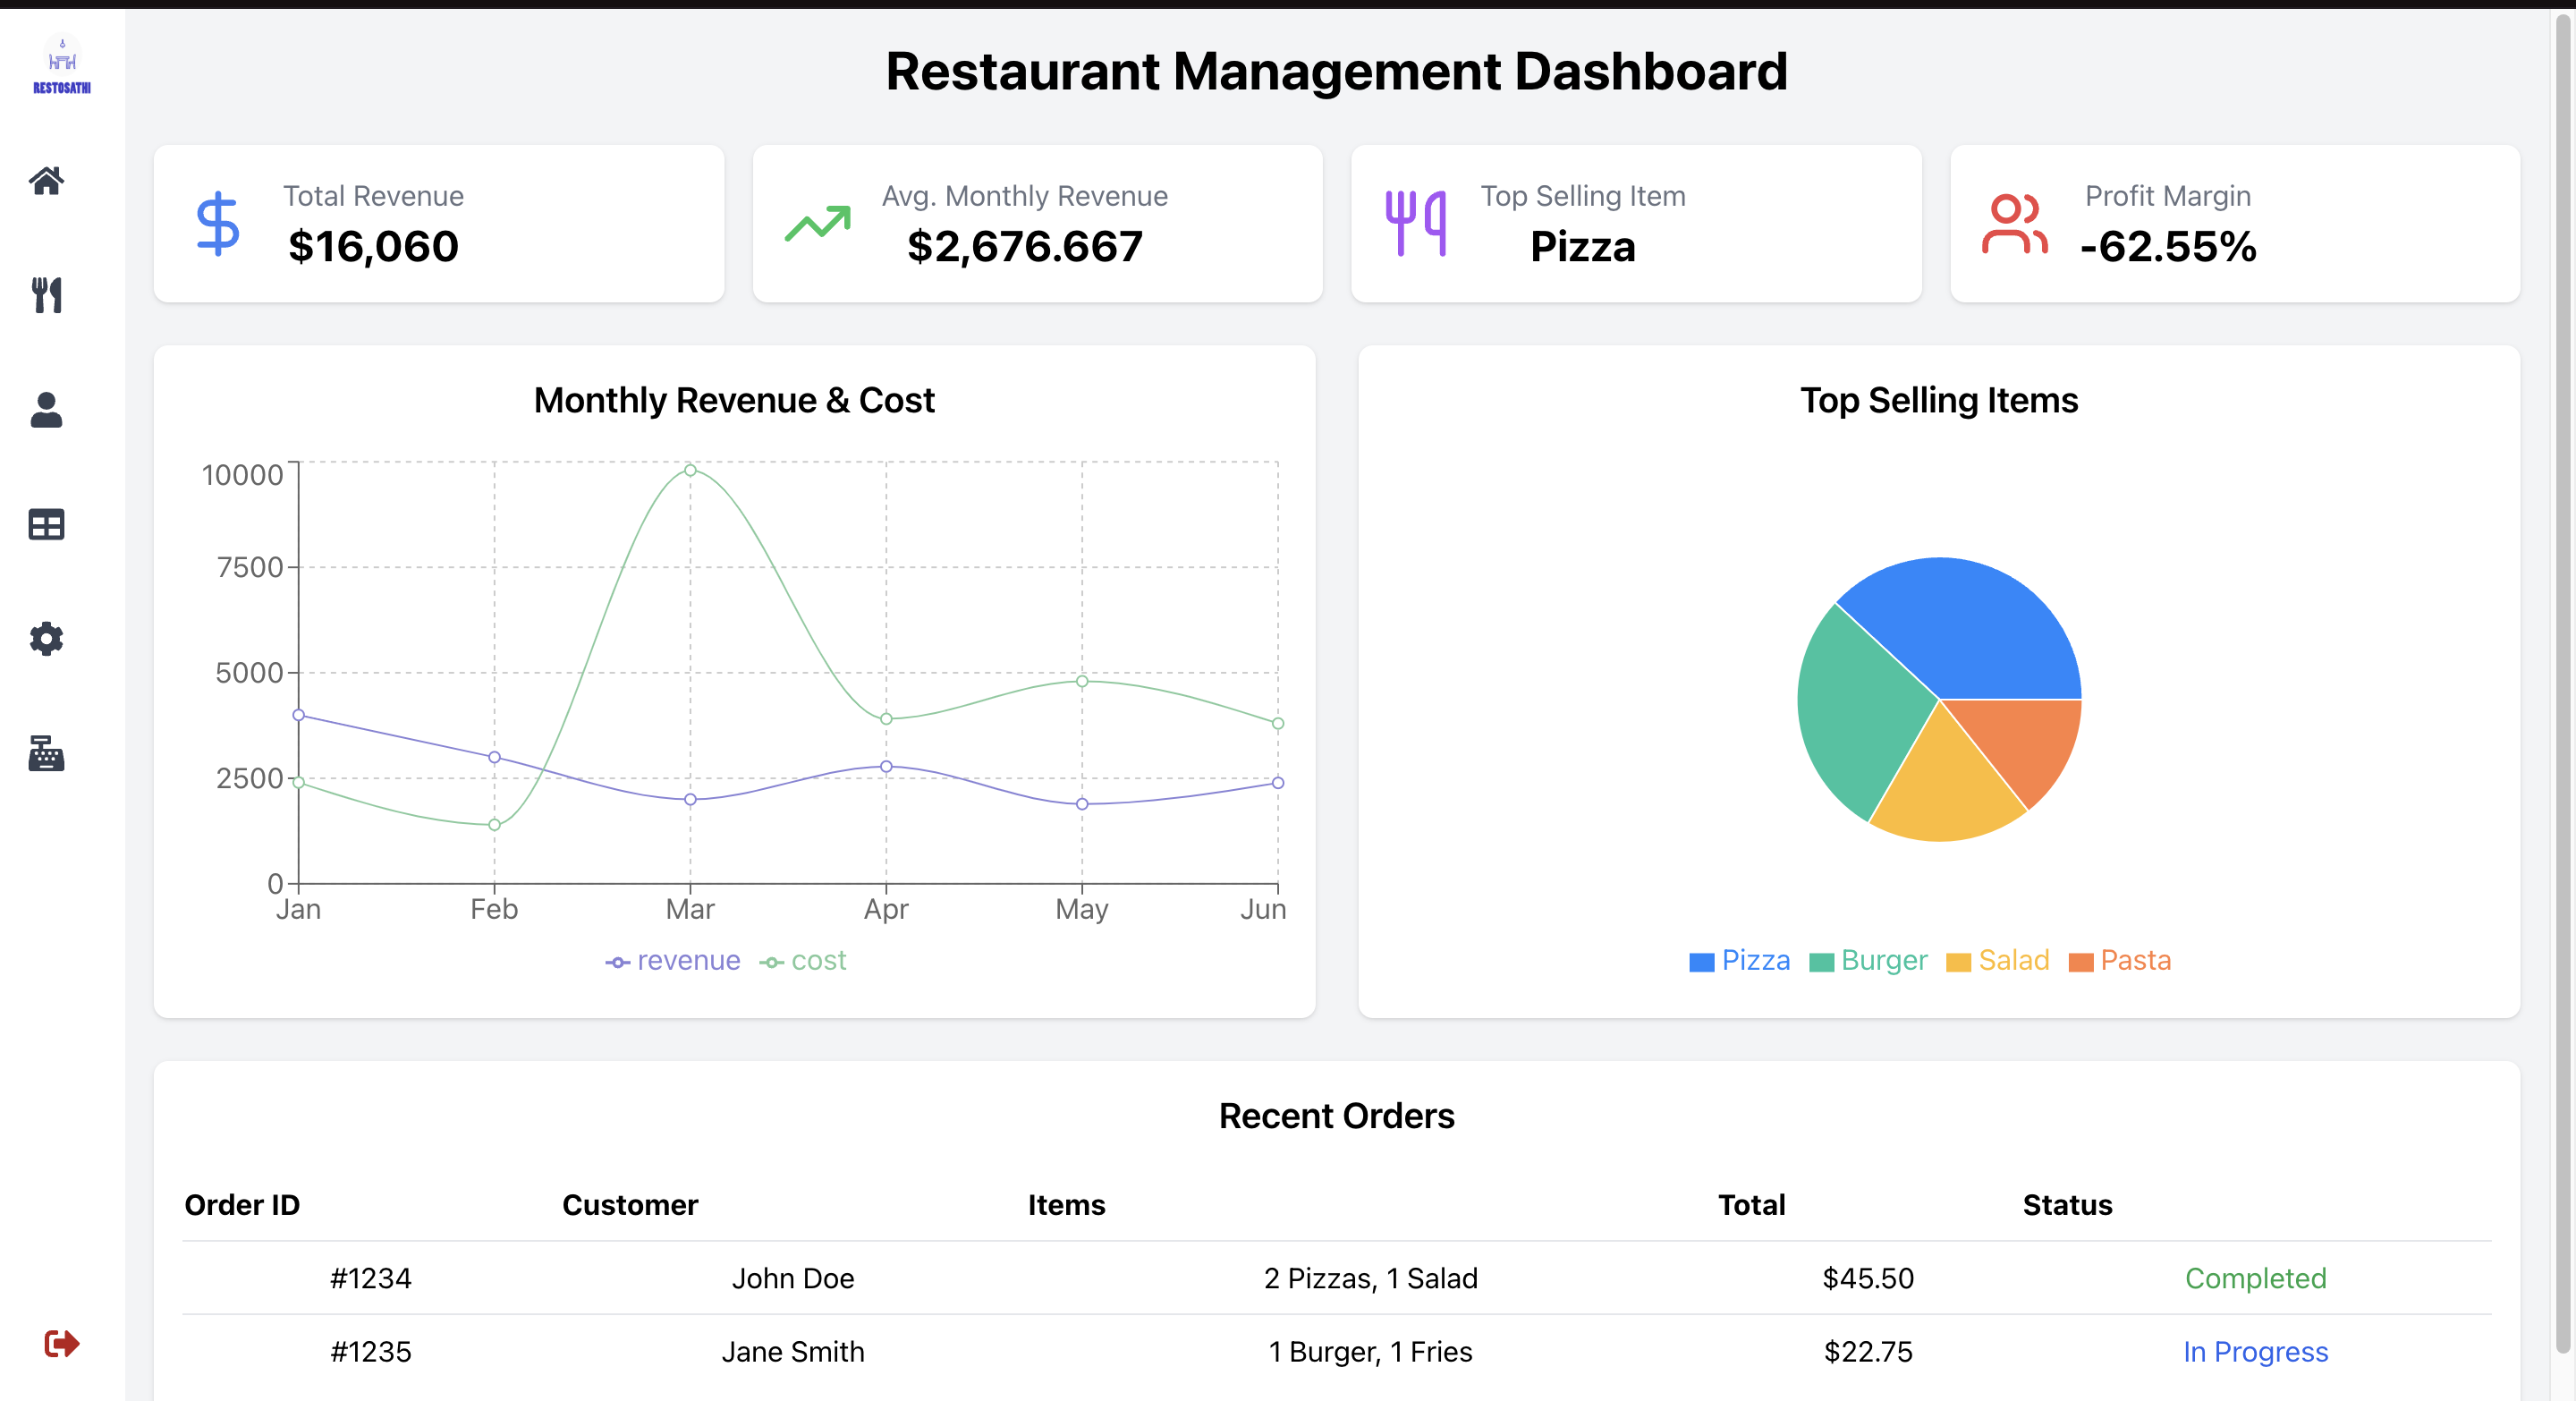 RESTOSATHI
Restaurant Management Dashboard
Total Revenue
$16,060
Avg. Monthly Revenue
$2,676.667
Top Selling Item
Pizza
Profit Margin
-62.55%
Monthly Revenue & Cost
10000
7500
5000
2500
0
Jan Feb Mar Apr May Jun
revenue cost
Top Selling Items
Pizza Burger Salad Pasta
Recent Orders
Order ID Customer Items Total Status
#1234 John Doe 2 Pizzas, 1 Salad $45.50 Completed
#1235 Jane Smith 1 Burger, 1 Fries $22.75 In Progress